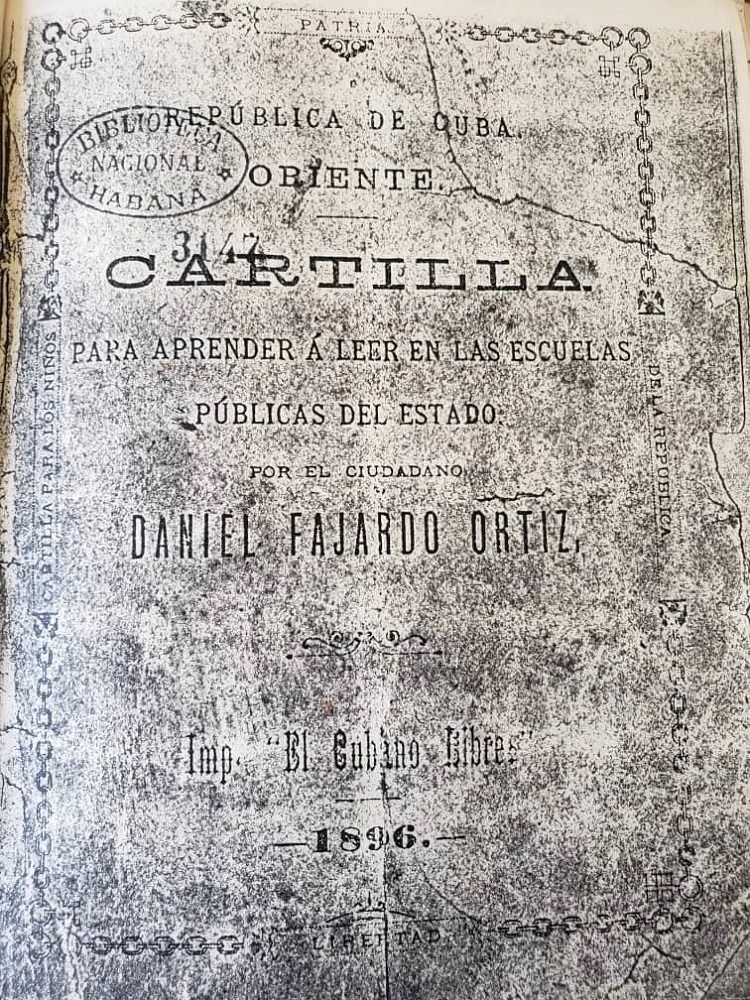 PATRIA
REPÚBLICA DE CUBA.
BIBLIOTECA
NACIONAL
HABANA
ORIENTE.
3147
CARTILLA
PARA APRENDER Á LEER EN LAS ESCUELAS
PÚBLICAS DEL ESTADO.
POR EL CIUDADANO
DANIEL FAJARDO ORTIZ,
CARTILLA PARA LOS NIÑOS
DE LA REPÚBLICA
Imp. "El Cubano Libre"
—1896.—
LIBERTAD